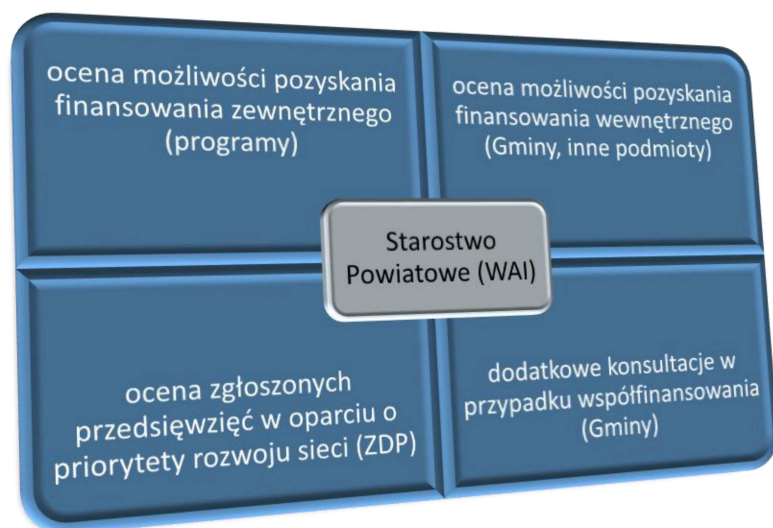 ocena możliwości pozyskania
finansowania zewnętrznego
(programy)
ocena możliwości pozyskania
finansowania wewnętrznego
(Gminy, inne podmioty)
Starostwo
Powiatowe (WAI)
ocena zgłoszonych
przedsięwzięć w oparciu o
priorytety rozwoju sieci (ZDP)
dodatkowe konsultacje w
przypadku współfinansowania
(Gminy)